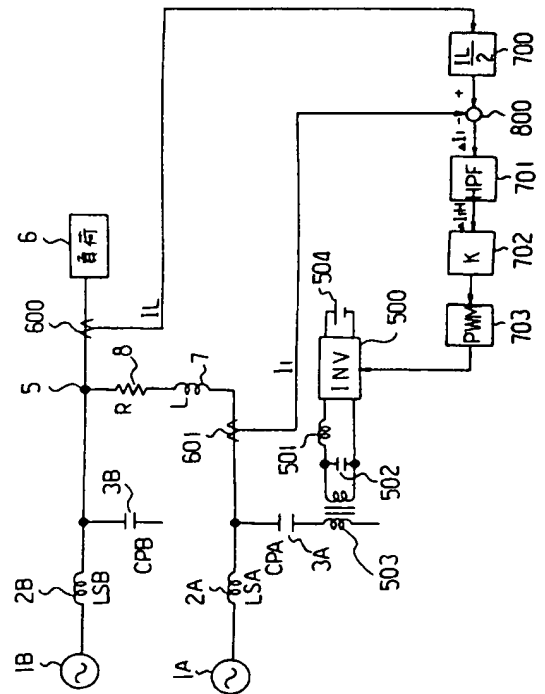 1B
2B
LSB
3B
CPB
5
600
6
負荷
IL
R
8
L
7
1A
2A
LSA
CPA
3A
601
I1
501
502
503
INV
504
500
IL
2
700
+
-
800
ΔI1
HPF
701
ΔIH
K
702
PWM
703